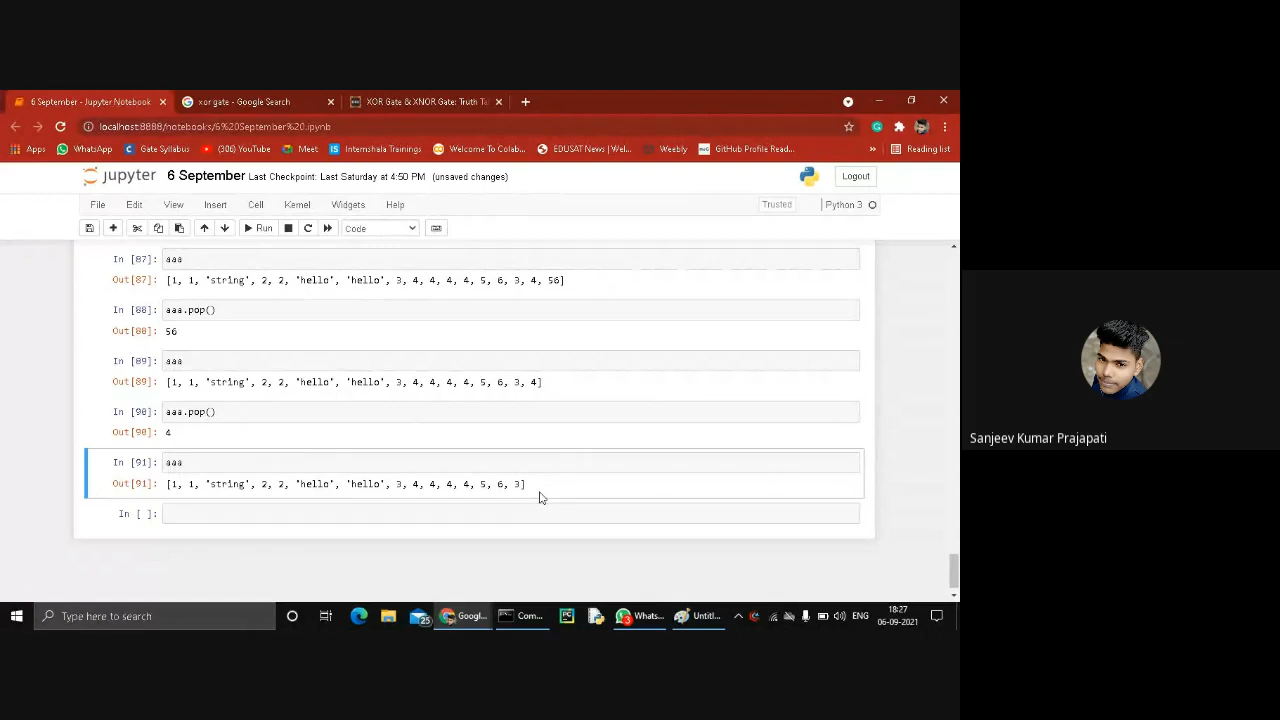 6 September - Jupyter Notebook
xor gate - Google Search
XOR Gate & XNOR Gate: Truth Ta
localhost:8888/notebooks/6%20September%20.ipynb
Apps WhatsApp Gate Syllabus (306) YouTube Meet Internshala Trainings Welcome To Colab... EDUSAT News | Wel... Weebly GitHub Profile Read... » Reading list
jupyter 6 September Last Checkpoint: Last Saturday at 4:50 PM (unsaved changes) Logout
File Edit View Insert Cell Kernel Widgets Help Trusted Python 3
Run Code
In [87]: aaa
Out[87]: [1, 1, 'string', 2, 2, 'hello', 'hello', 3, 4, 4, 4, 4, 5, 6, 3, 4, 56]
In [88]: aaa.pop()
Out[88]: 56
In [89]: aaa
Out[89]: [1, 1, 'string', 2, 2, 'hello', 'hello', 3, 4, 4, 4, 4, 5, 6, 3, 4]
In [90]: aaa.pop()
Out[90]: 4
In [91]: aaa
Out[91]: [1, 1, 'string', 2, 2, 'hello', 'hello', 3, 4, 4, 4, 4, 5, 6, 3]
In [ ]:
Sanjeev Kumar Prajapati
Type here to search 25 Googl... Com... 3 Whats... Untitl... ENG 18:27
06-09-2021